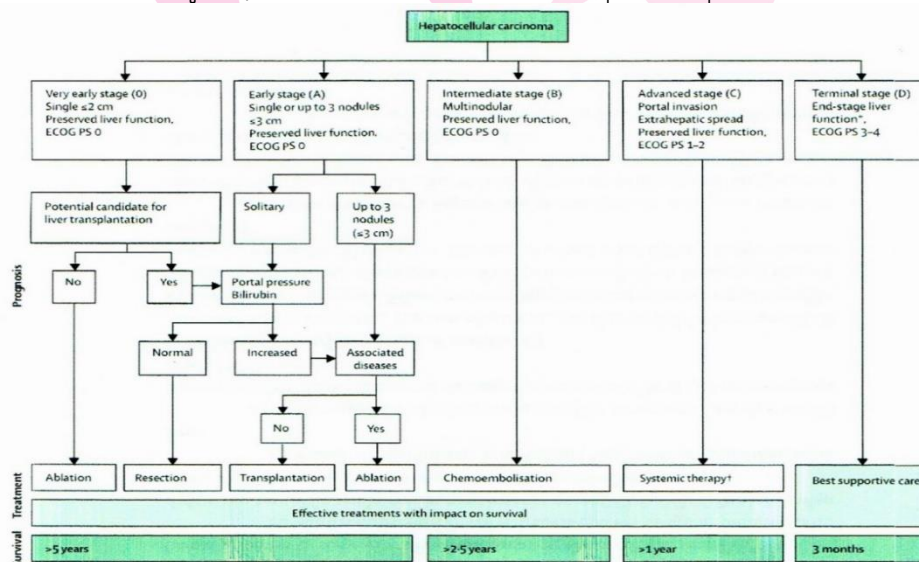 Hepatocellular carcinoma
Very early stage (0)
Single ≤2 cm
Preserved liver function,
ECOG PS 0
Early stage (A)
Single or up to 3 nodules
≤3 cm
Preserved liver function,
ECOG PS 0
Intermediate stage (B)
Multinodular
Preserved liver function,
ECOG PS 0
Advanced stage (C)
Portal invasion
Extrahepatic spread
Preserved liver function,
ECOG PS 1–2
Terminal stage (D)
End-stage liver
function*,
ECOG PS 3–4
Potential candidate for
liver transplantation
Solitary
Up to 3
nodules
(≤3 cm)
Prognosis
No
Yes
Portal pressure
Bilirubin
Normal
Increased
Associated
diseases
No
Yes
Treatment
Ablation
Resection
Transplantation
Ablation
Chemoembolisation
Systemic therapy†
Best supportive care
Effective treatments with impact on survival
>5 years
>2·5 years
>1 year
3 months